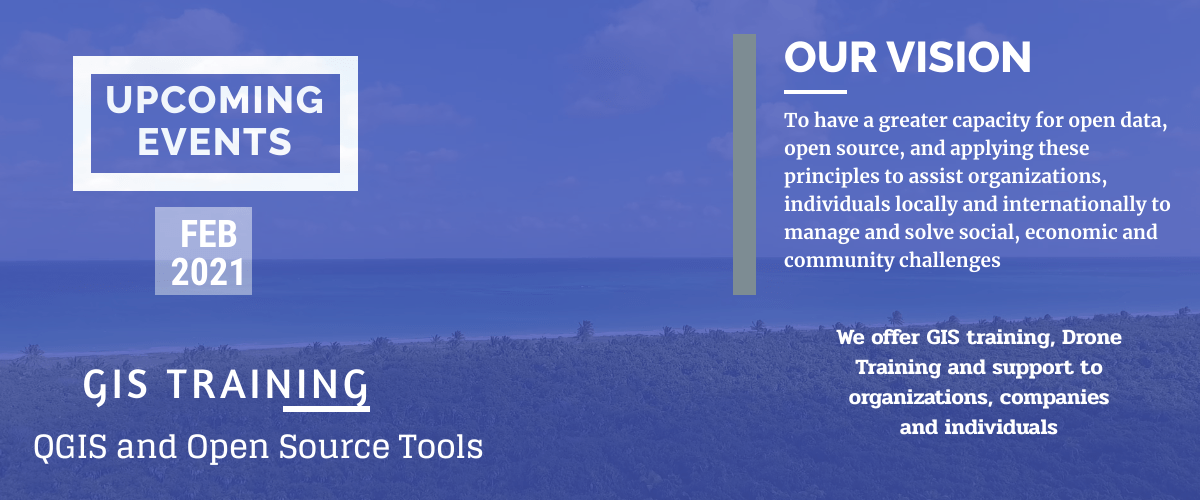 UPCOMING
EVENTS
FEB
2021
GIS TRAINING
QGIS and Open Source Tools
OUR VISION
To have a greater capacity for open data,
open source, and applying these
principles to assist organizations,
individuals locally and internationally to
manage and solve social, economic and
community challenges
We offer GIS training, Drone
Training and support to
organizations, companies
and individuals